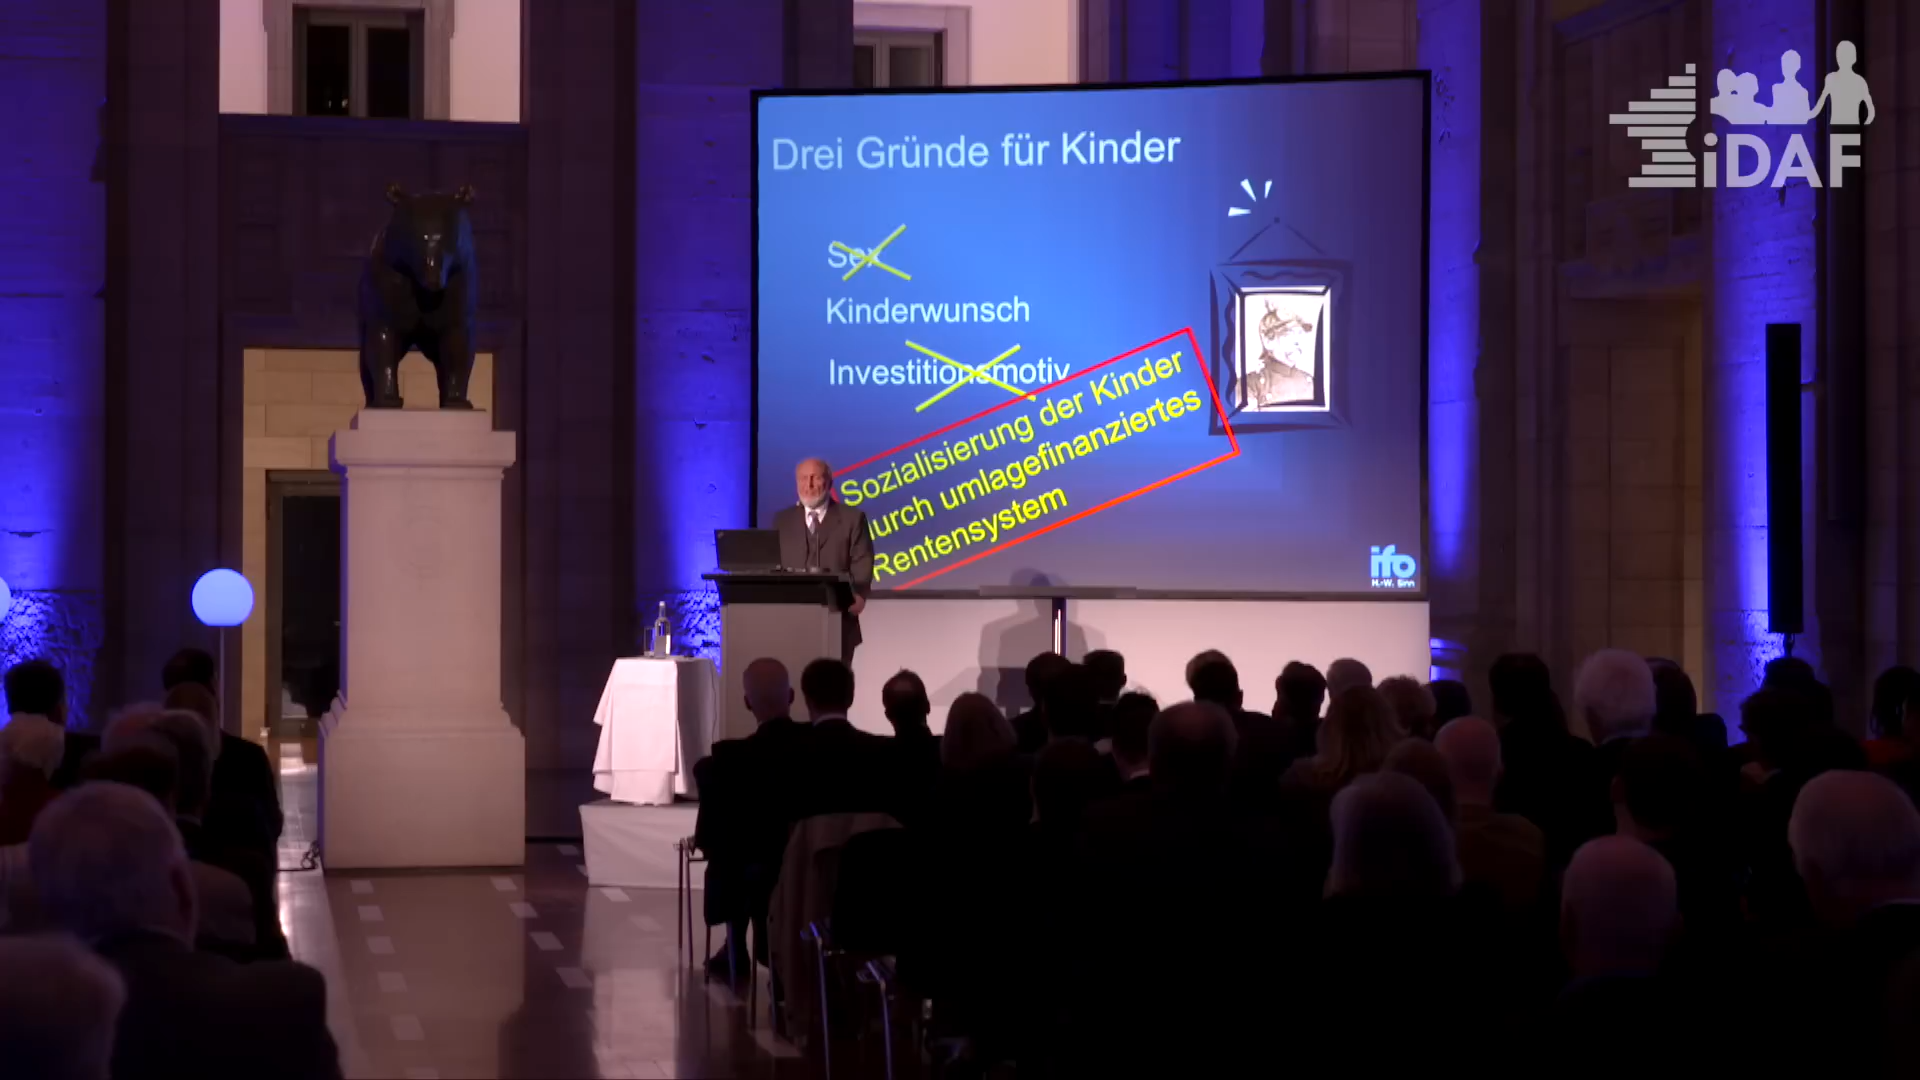 iDAF
Drei Gründe für Kinder
Sex
Kinderwunsch
Investitionsmotiv
Sozialisierung der Kinder
durch umlagefinanziertes
Rentensystem
ifo
H.-W. Sinn